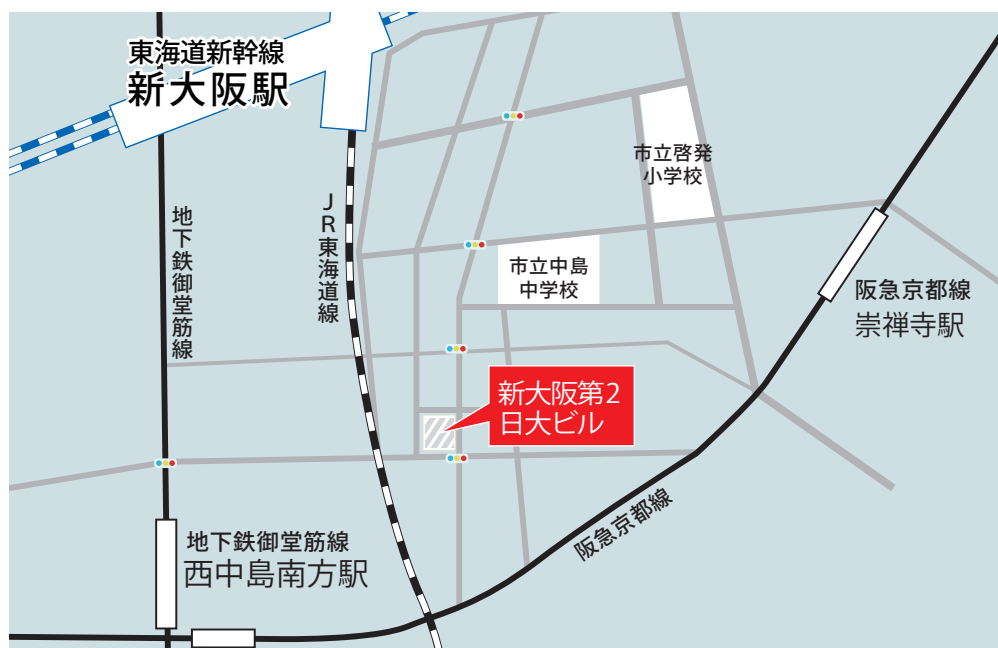 東海道新幹線
新大阪駅
市立啓発
小学校
地下鉄御堂筋線
JR東海道線
市立中島
中学校
阪急京都線
崇禅寺駅
新大阪第2
日大ビル
阪急京都線
地下鉄御堂筋線
西中島南方駅